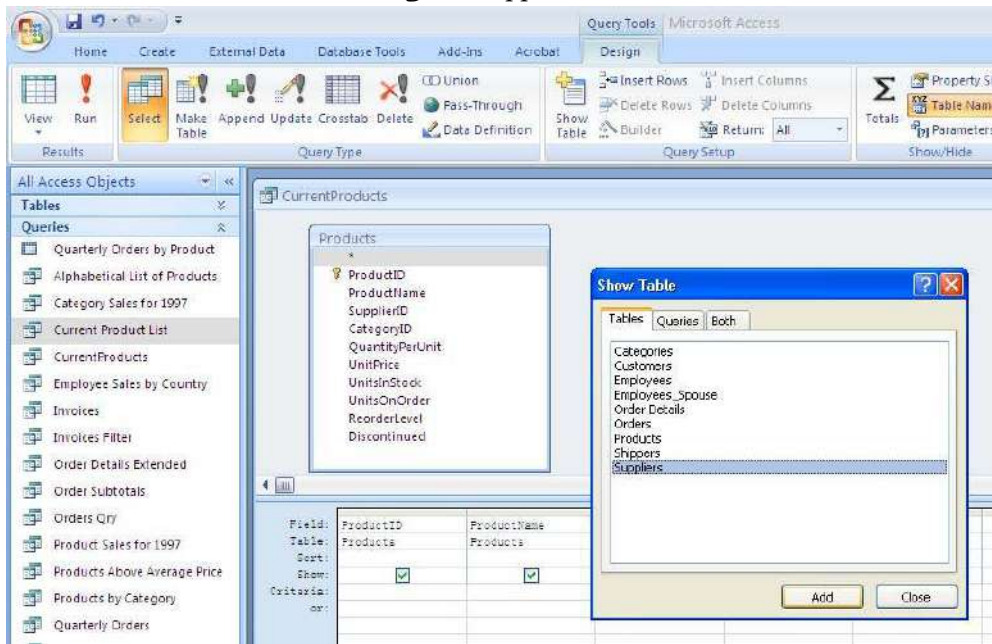 Query Tools Microsoft Access
Home Create External Data Database Tools Add-Ins Acrobat Design
View
Run
Select
Make Table
Append
Update
Crosstab
Delete
Union
Pass-Through
Data Definition
Show Table
Insert Rows
Delete Rows
Builder
Insert Columns
Delete Columns
Return: All
Totals
Property S
Table Nam
Parameters
Results
Query Type
Query Setup
Show/Hide
All Access Objects
Tables
Queries
Quarterly Orders by Product
Alphabetical List of Products
Category Sales for 1997
Current Product List
CurrentProducts
Employee Sales by Country
Invoices
Invoices Filter
Order Details Extended
Order Subtotals
Orders Qry
Product Sales for 1997
Products Above Average Price
Products by Category
Quarterly Orders
CurrentProducts
Products
*
ProductID
ProductName
SupplierID
CategoryID
QuantityPerUnit
UnitPrice
UnitsInStock
UnitsOnOrder
ReorderLevel
Discontinued
Show Table
Tables Queries Both
Categories
Customers
Employees
Employees_Spouse
Order Details
Orders
Products
Shippers
Suppliers
Add Close
Field: ProductID ProductName
Table: Products Products
Sort:
Show:
Criteria:
or: